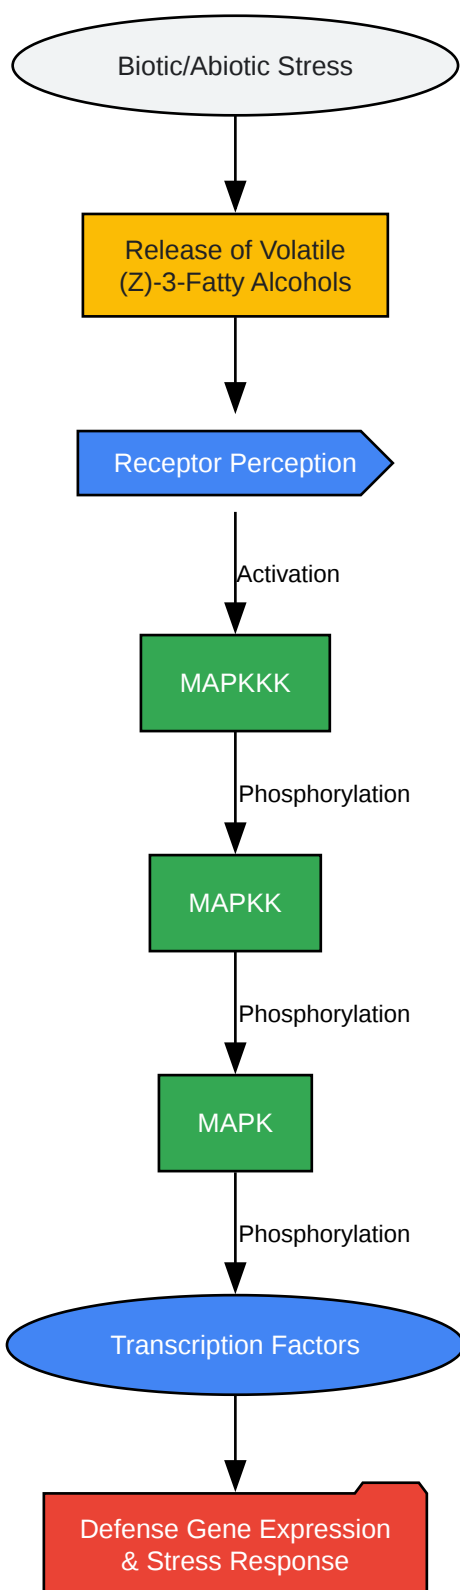 Biotic/Abiotic Stress
Release of Volatile
(Z)-3-Fatty Alcohols
Receptor Perception
Activation
MAPKKK
Phosphorylation
MAPKK
Phosphorylation
MAPK
Phosphorylation
Transcription Factors
Defense Gene Expression
& Stress Response